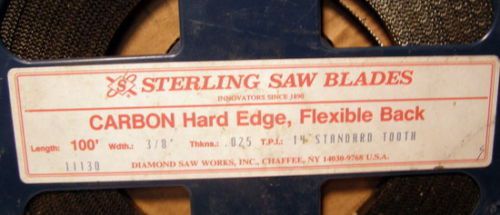 S STERLING SAW BLADES
INNOVATORS SINCE 1890
CARBON Hard Edge, Flexible Back
Length: 100' Wdth.: 3/8" Thkns.: .025 T.P.I.: 14 STANDARD TOOTH
11130
DIAMOND SAW WORKS, INC., CHAFFEE, NY 14030-9768 U.S.A.